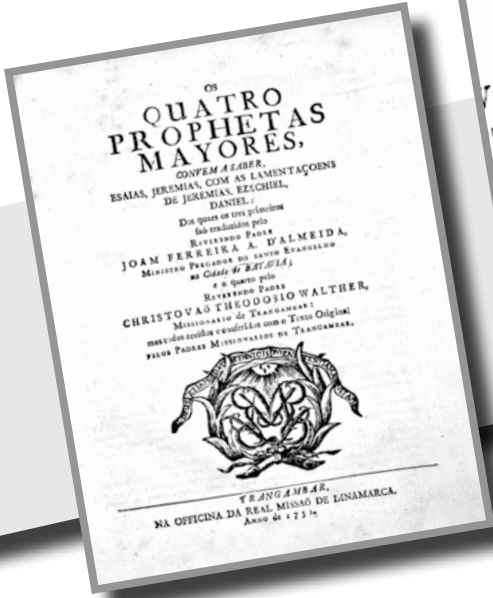 OS
QUATRO
PROPHETAS
MAYORES,
CONVEM A SABER,
ESAIAS, JEREMIAS, COM AS LAMENTAÇOENS
DE JEREMIAS, EZECHIEL,
DANIEL:
Dos quaes os tres primeiros
saõ traduzidos pelo
REVERENDO PADRE
JOAM FERREIRA A. D'ALMEIDA,
MINISTRO PREGADOR DO SANTO EVANGELHO
na Cidade de BATAVIA;
e o quarto pelo
REVERENDO PADRE
CHRISTOVAÕ THEODOSIO WALTHER,
MISSIONARIO de TRANGAMBAR:
mas todos revistos e conferidos com o Texto Original
PELOS PADRES MISSIONARIOS DE TRANGAMBAR.
TRANGAMBAR,
NA OFFICINA DA REAL MISSAÕ DE DINAMARCA,
Anno de